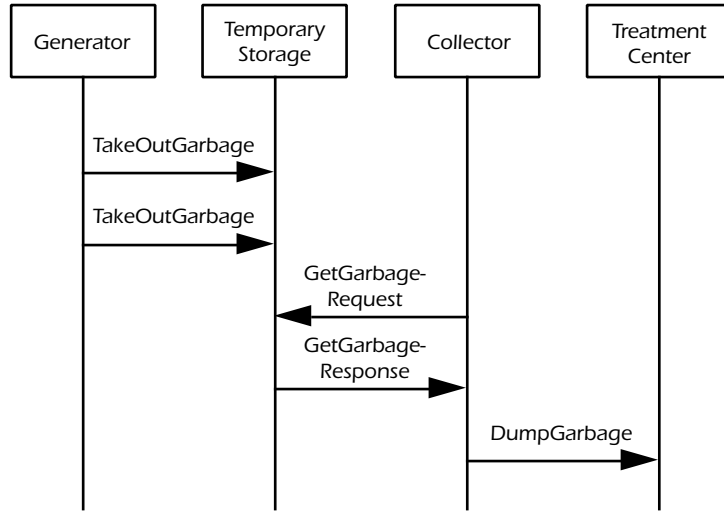 Generator
Temporary
Storage
Collector
Treatment
Center
TakeOutGarbage
TakeOutGarbage
GetGarbage-
Request
GetGarbage-
Response
DumpGarbage